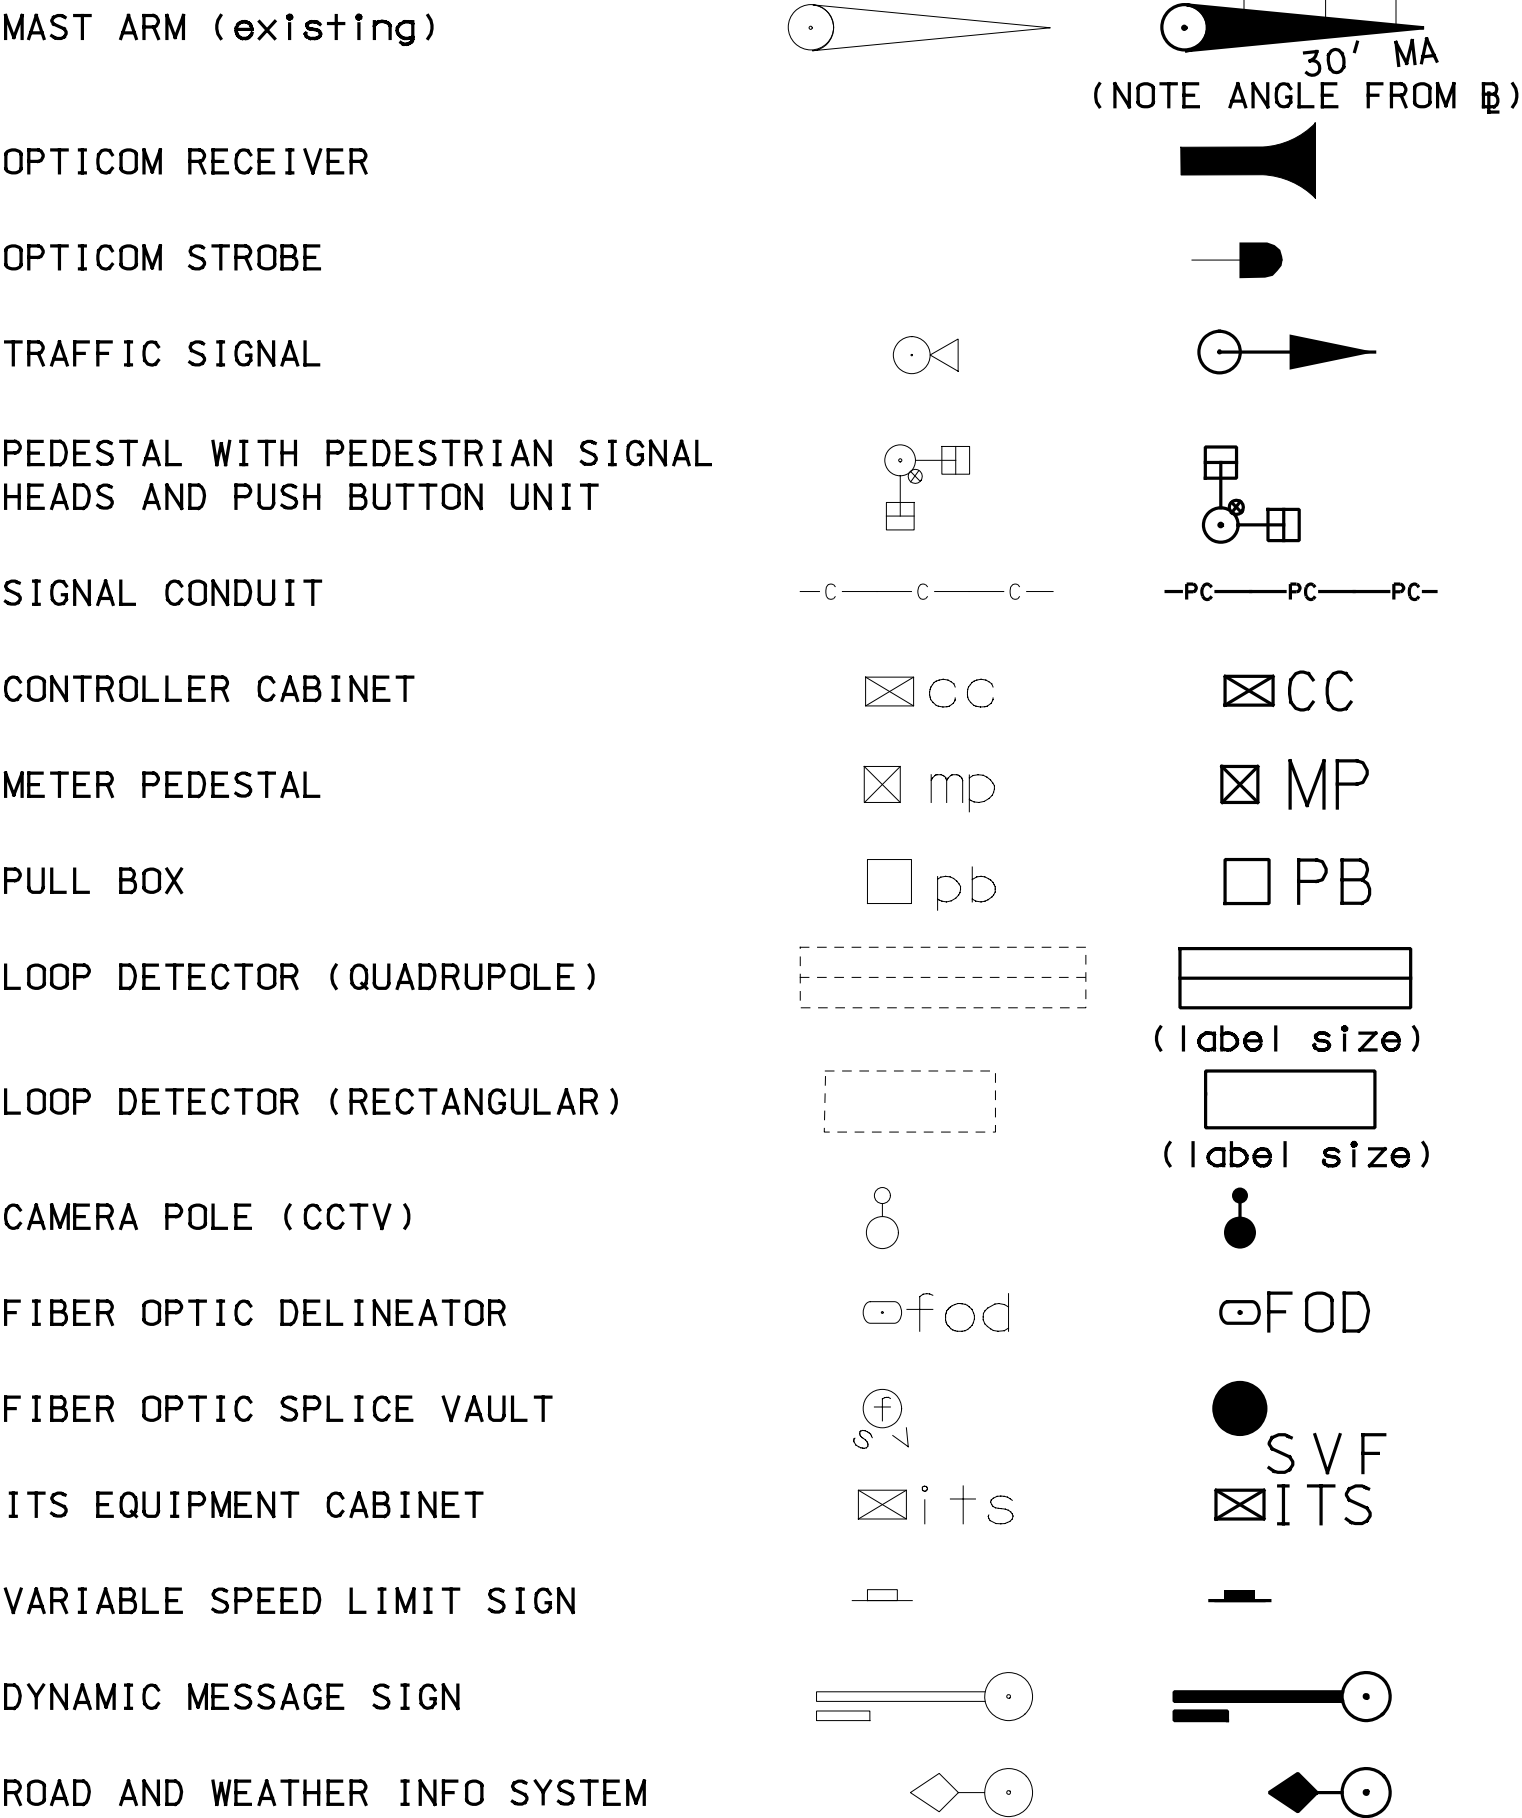 MAST ARM (existing)
30' MA
(NOTE ANGLE FROM ℄)
OPTICOM RECEIVER
OPTICOM STROBE
TRAFFIC SIGNAL
PEDESTAL WITH PEDESTRIAN SIGNAL
HEADS AND PUSH BUTTON UNIT
SIGNAL CONDUIT C C C PC PC PC
CONTROLLER CABINET cc CC
METER PEDESTAL mp MP
PULL BOX pb PB
LOOP DETECTOR (QUADRUPOLE)
(label size)
LOOP DETECTOR (RECTANGULAR)
(label size)
CAMERA POLE (CCTV)
FIBER OPTIC DELINEATOR fod FOD
FIBER OPTIC SPLICE VAULT f
s v SVF
ITS EQUIPMENT CABINET its ITS
VARIABLE SPEED LIMIT SIGN
DYNAMIC MESSAGE SIGN
ROAD AND WEATHER INFO SYSTEM